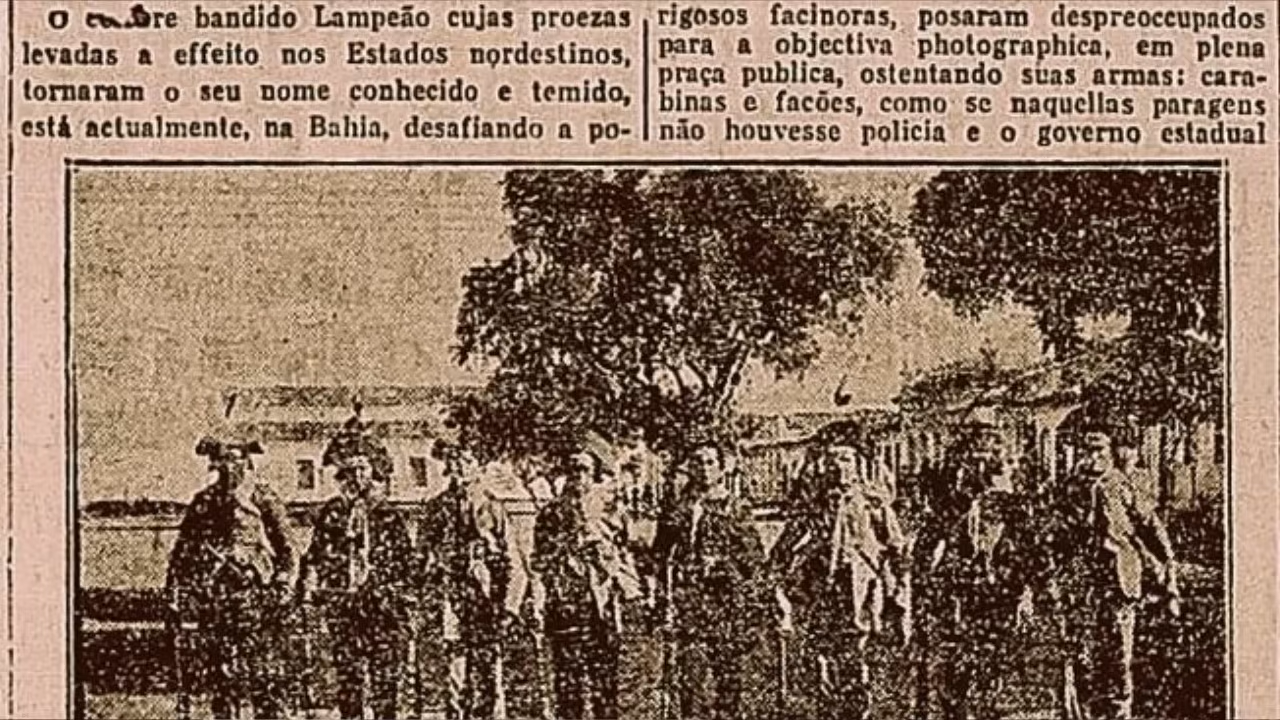 O bandido Lampeão cujas proezas
levadas a effeito nos Estados nordestinos,
tornaram o seu nome conhecido e temido,
está actualmente, na Bahia, desafiando a po-
rigosos facinoras, posaram despreoccupados
para a objectiva photographica, em plena
praça publica, ostentando suas armas: cara-
binas e facões, como se naquellas paragens
não houvesse policia e o governo estadual